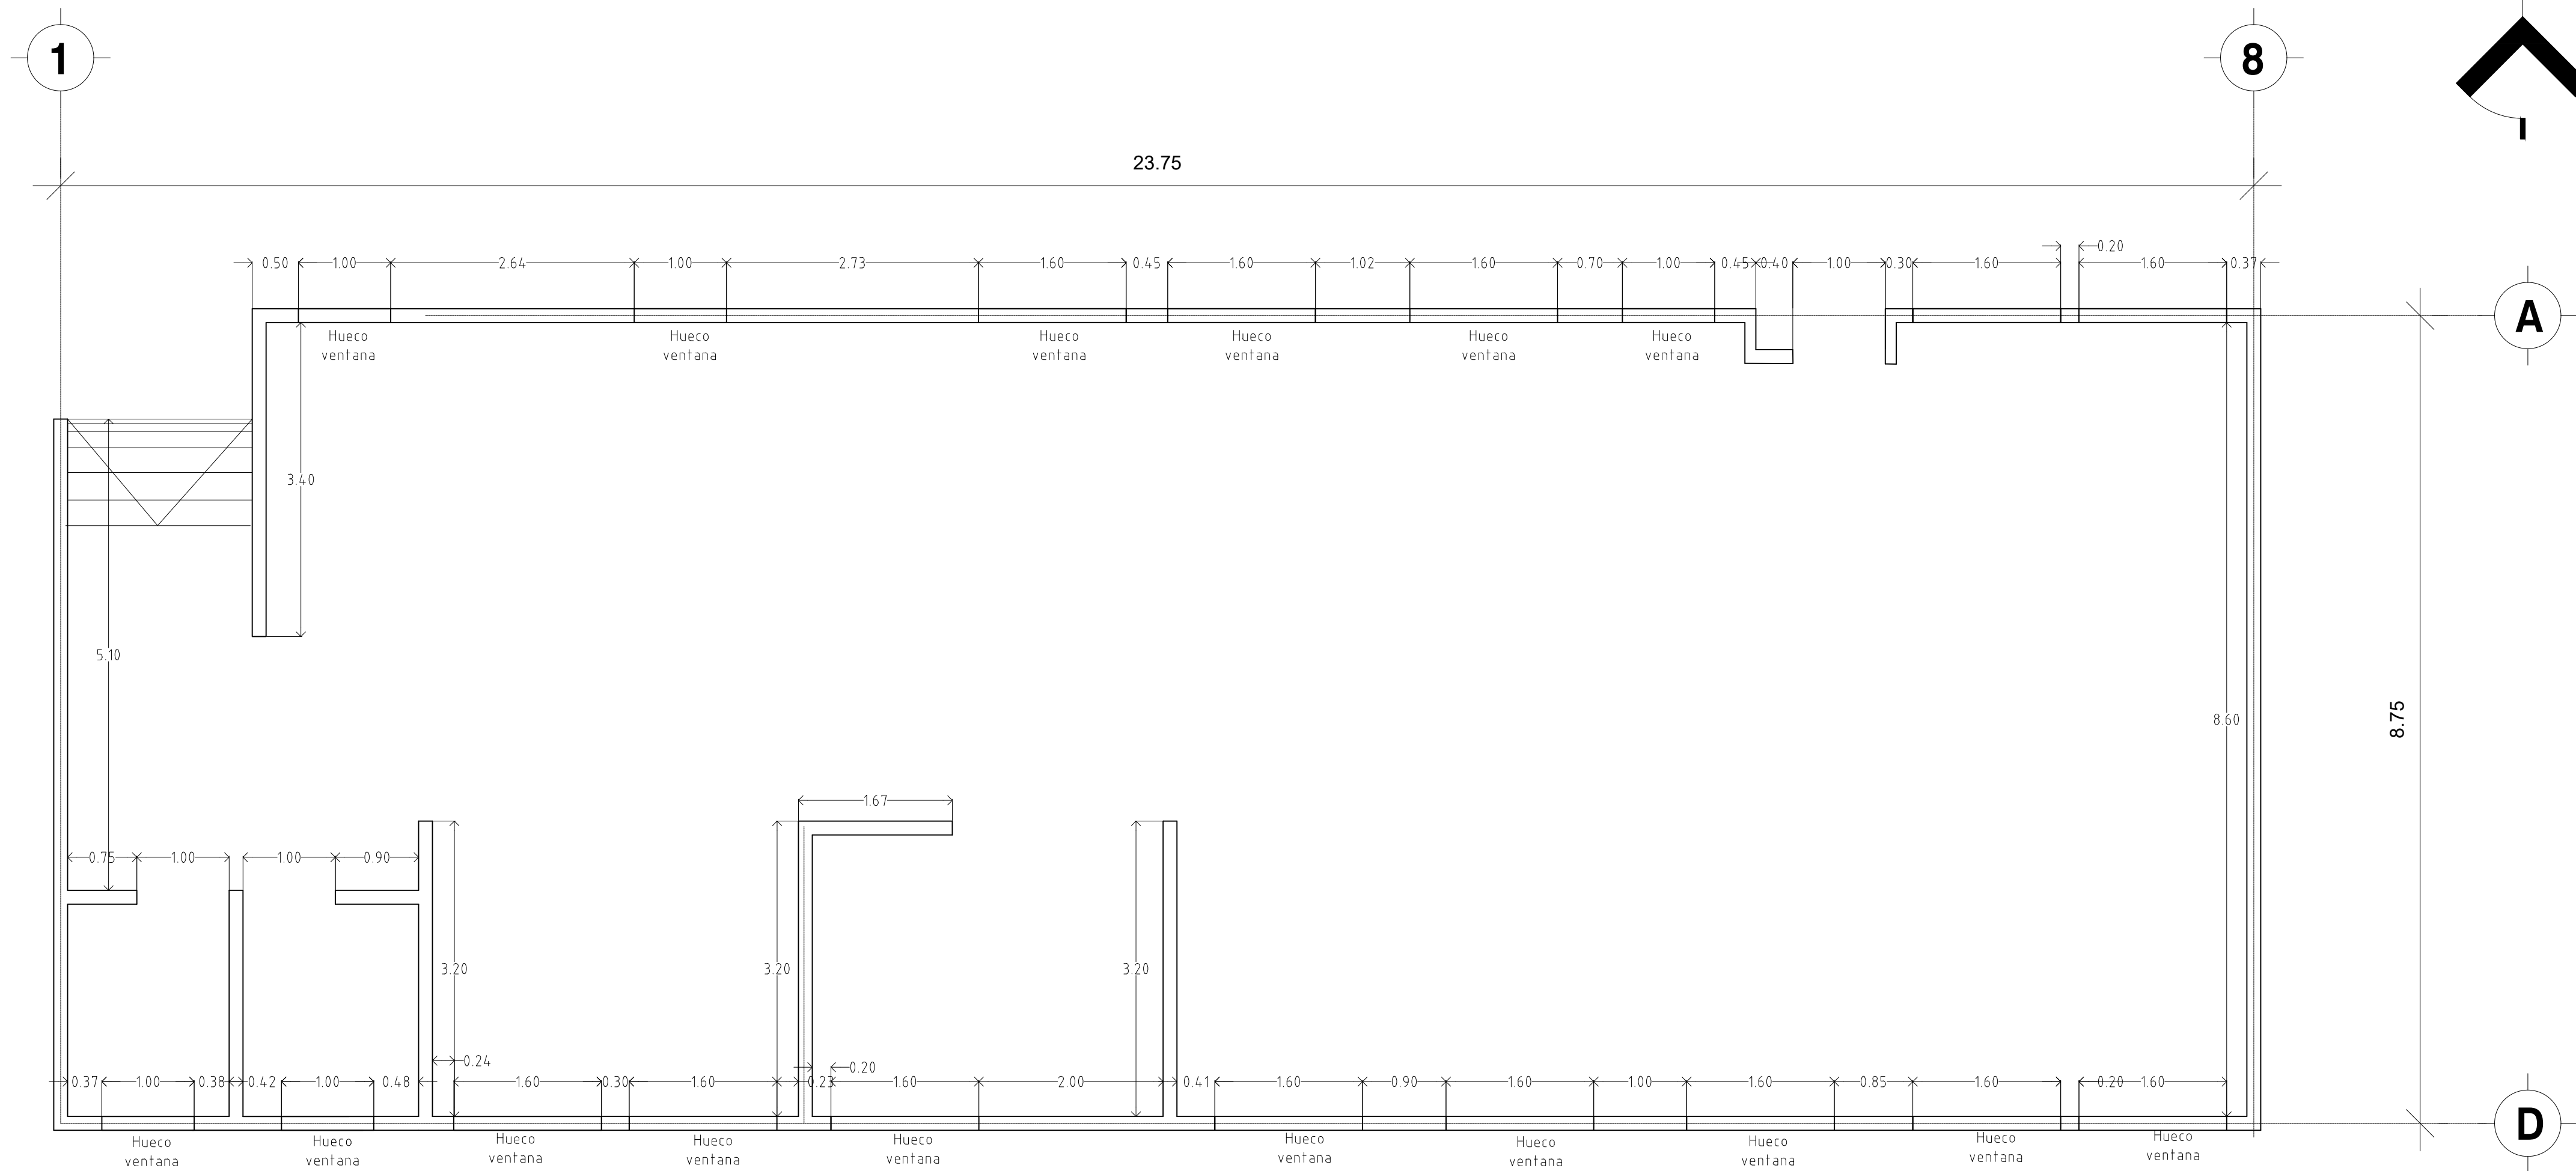 1
8
23.75
0.20
0.50
1.00
2.64
1.00
2.73
1.60
0.45
1.60
1.02
1.60
0.70
1.00
0.45
0.40
1.00
0.30
1.60
1.60
0.37
A
Hueco
ventana
Hueco
ventana
Hueco
ventana
Hueco
ventana
Hueco
ventana
Hueco
ventana
3.40
5.10
8.60
8.75
1.67
0.75
1.00
1.00
0.90
3.20
3.20
3.20
0.24
0.20
0.37
1.00
0.38
0.42
1.00
0.48
1.60
0.30
1.60
0.23
1.60
2.00
0.41
1.60
0.90
1.60
1.00
1.60
0.85
1.60
0.20
1.60
D
Hueco
ventana
Hueco
ventana
Hueco
ventana
Hueco
ventana
Hueco
ventana
Hueco
ventana
Hueco
ventana
Hueco
ventana
Hueco
ventana
Hueco
ventana